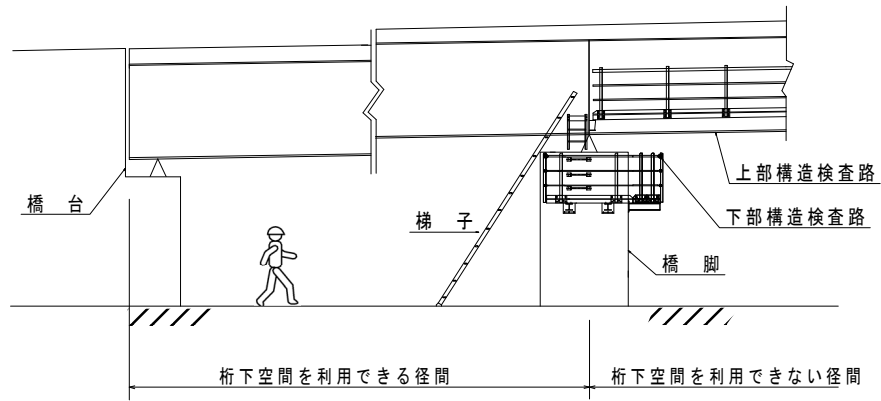 上部構造検査路
橋台
梯子
下部構造検査路
橋脚
桁下空間を利用できる径間
桁下空間を利用できない径間